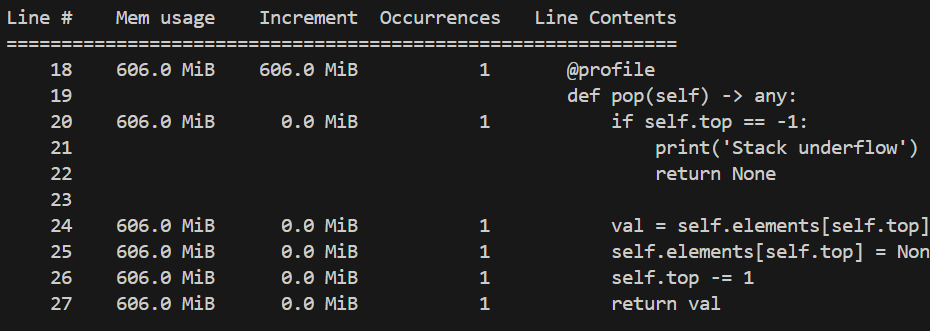 Line #    Mem usage    Increment  Occurrences   Line Contents
=============================================================
    18    606.0 MiB    606.0 MiB           1       @profile
    19                                             def pop(self) -> any:
    20    606.0 MiB      0.0 MiB           1           if self.top == -1:
    21                                                     print('Stack underflow')
    22                                                     return None
    23
    24    606.0 MiB      0.0 MiB           1           val = self.elements[self.top]
    25    606.0 MiB      0.0 MiB           1           self.elements[self.top] = Non
    26    606.0 MiB      0.0 MiB           1           self.top -= 1
    27    606.0 MiB      0.0 MiB           1           return val